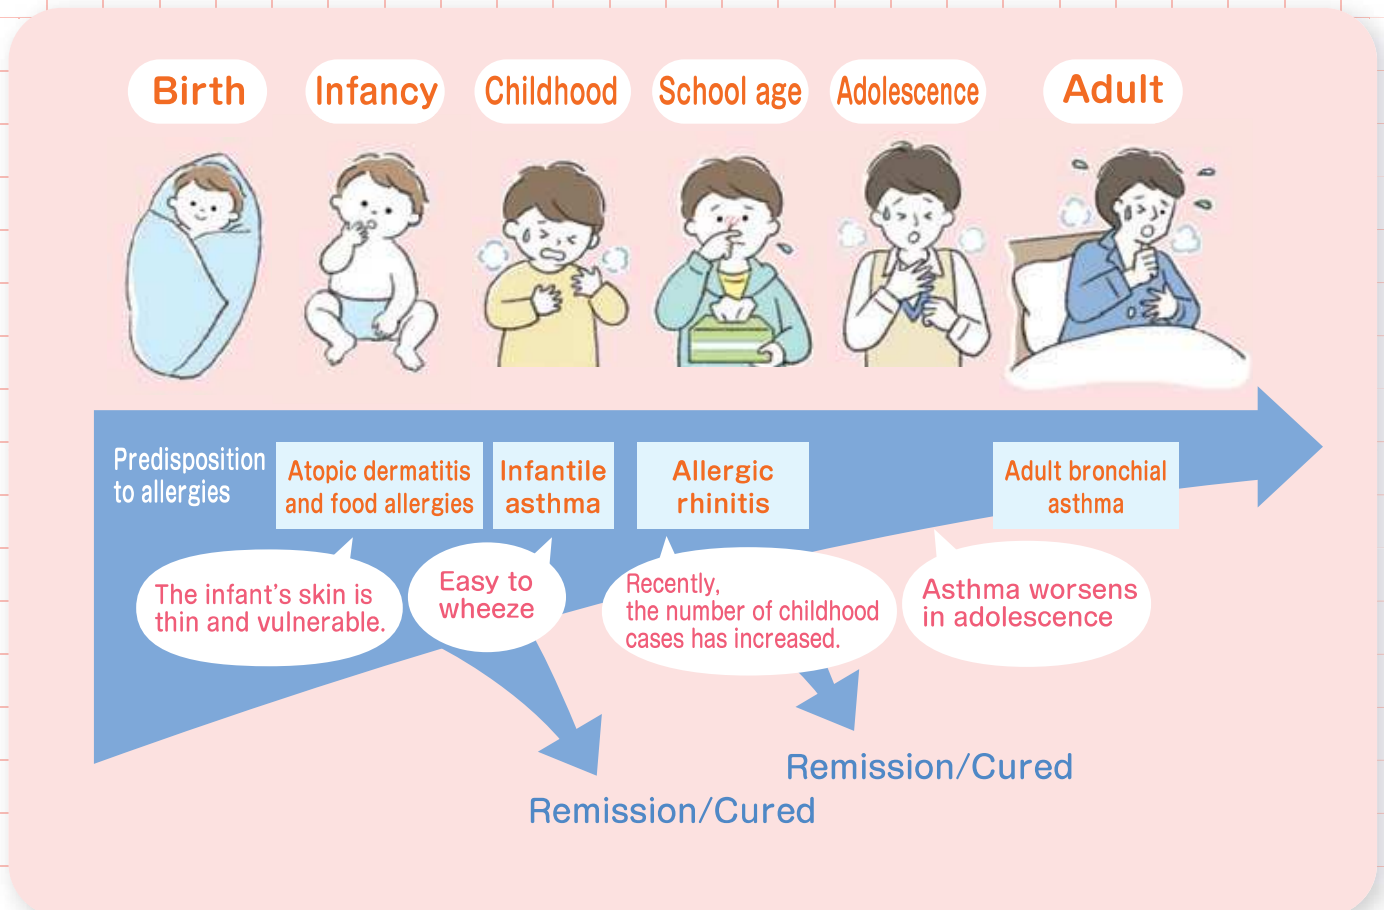 Birth
Infancy
Childhood
School age
Adolescence
Adult
Predisposition
to allergies
Atopic dermatitis
and food allergies
Infantile
asthma
Allergic
rhinitis
Adult bronchial
asthma
The infant's skin is
thin and vulnerable.
Easy to
wheeze
Recently,
the number of childhood
cases has increased.
Asthma worsens
in adolescence
Remission/Cured
Remission/Cured